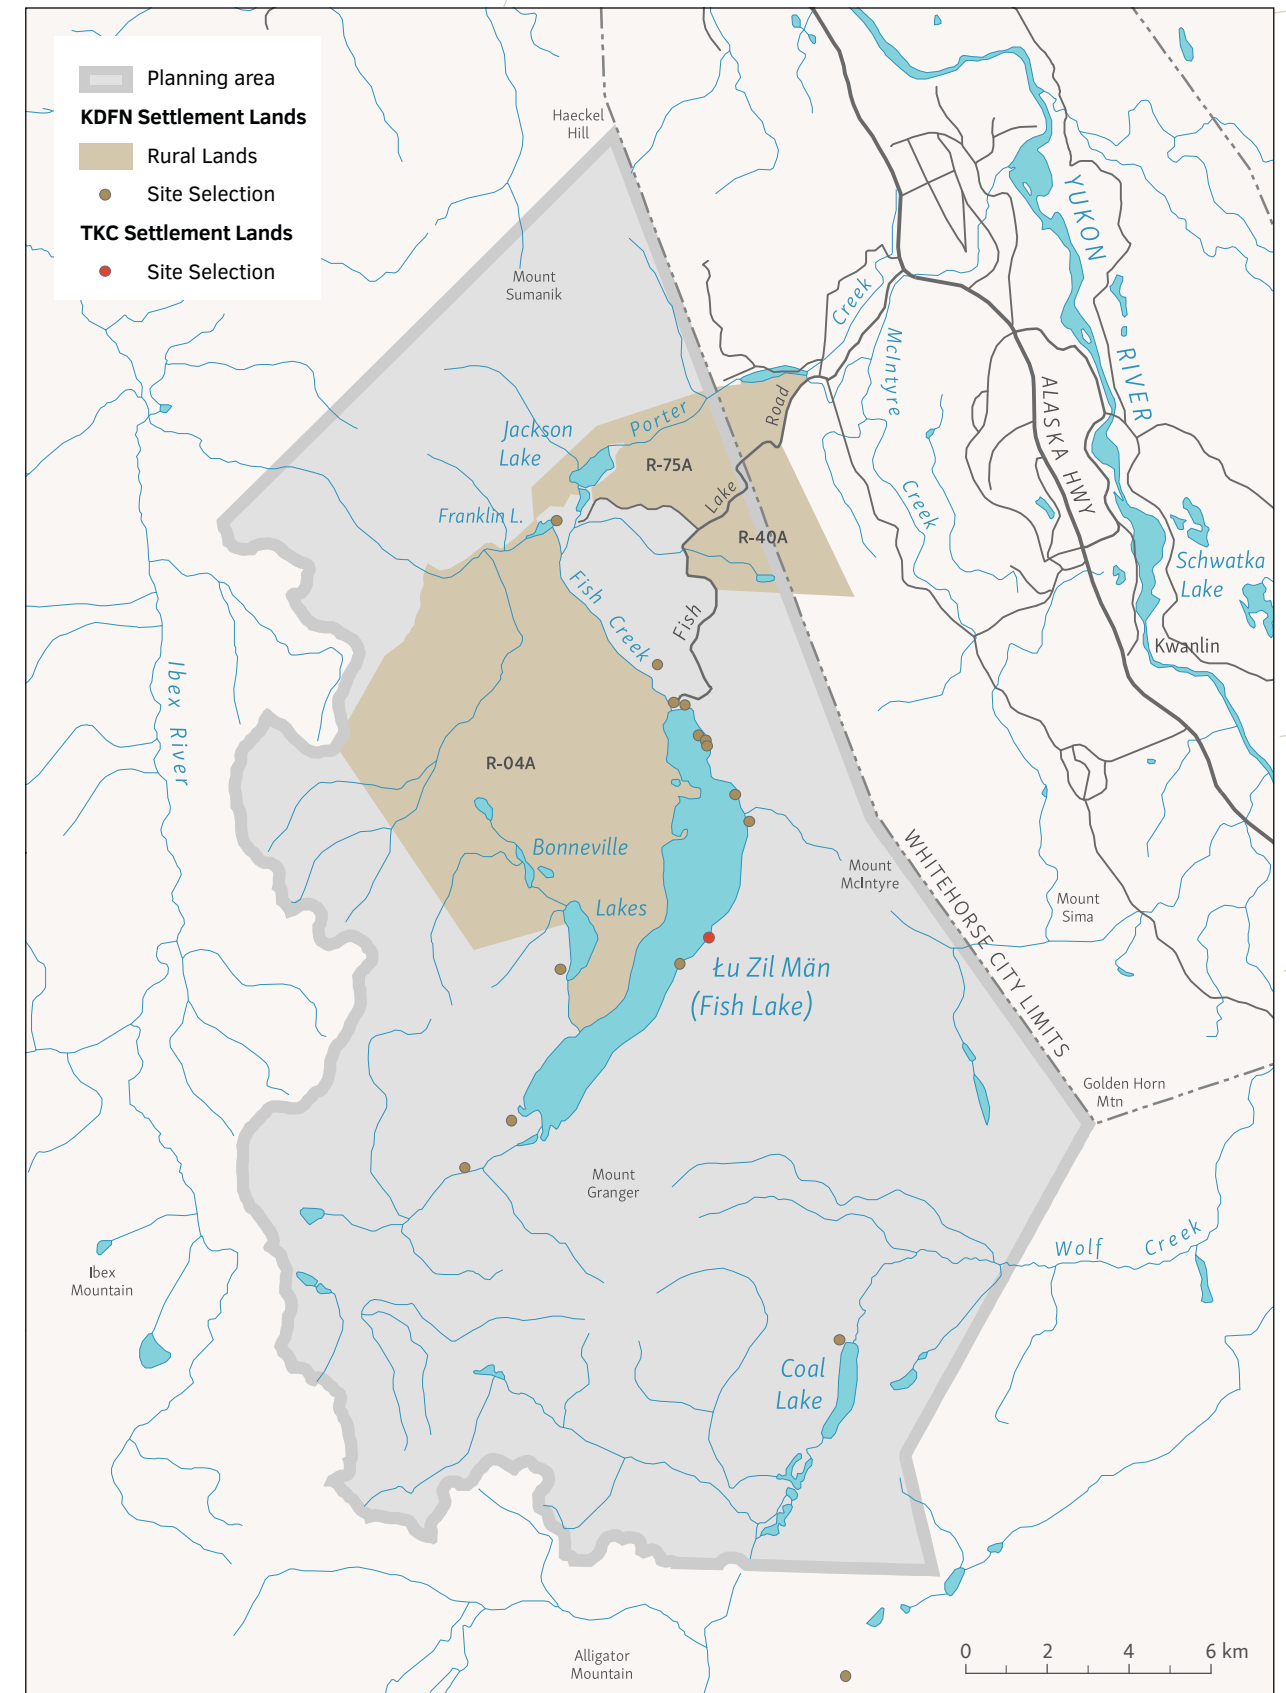 Planning area
KDFN Settlement Lands
Rural Lands
Site Selection
TKC Settlement Lands
Site Selection
Haeckel
Hill
Mount
Sumanik
YUKON
RIVER
Creek
McIntyre
Creek
ALASKA HWY
Jackson
Lake
Porter
Road
Lake
Fish
R-75A
R-40A
Franklin L.
Fish
Creek
Schwatka
Lake
Kwanlin
Ibex River
R-04A
Bonneville
Lakes
Mount
McIntyre
WHITEHORSE CITY LIMITS
Mount
Sima
Łu Zil Män
(Fish Lake)
Golden Horn
Mtn
Mount
Granger
Wolf Creek
Ibex
Mountain
Coal
Lake
Alligator
Mountain
0 2 4 6 km